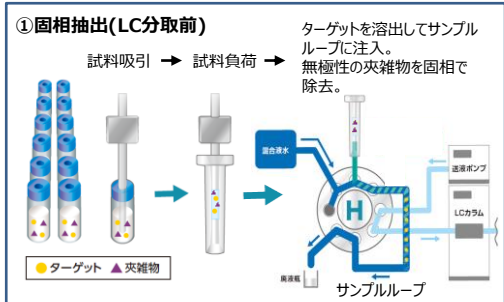 ①固相抽出(LC分取前)
試料吸引 → 試料負荷 →
ターゲットを溶出してサンプル
ループに注入。
無極性の夾雑物を固相で
除去。
混合液水
送液ポンプ
H
LCカラム
廃液瓶
サンプルループ
ターゲット 夾雑物